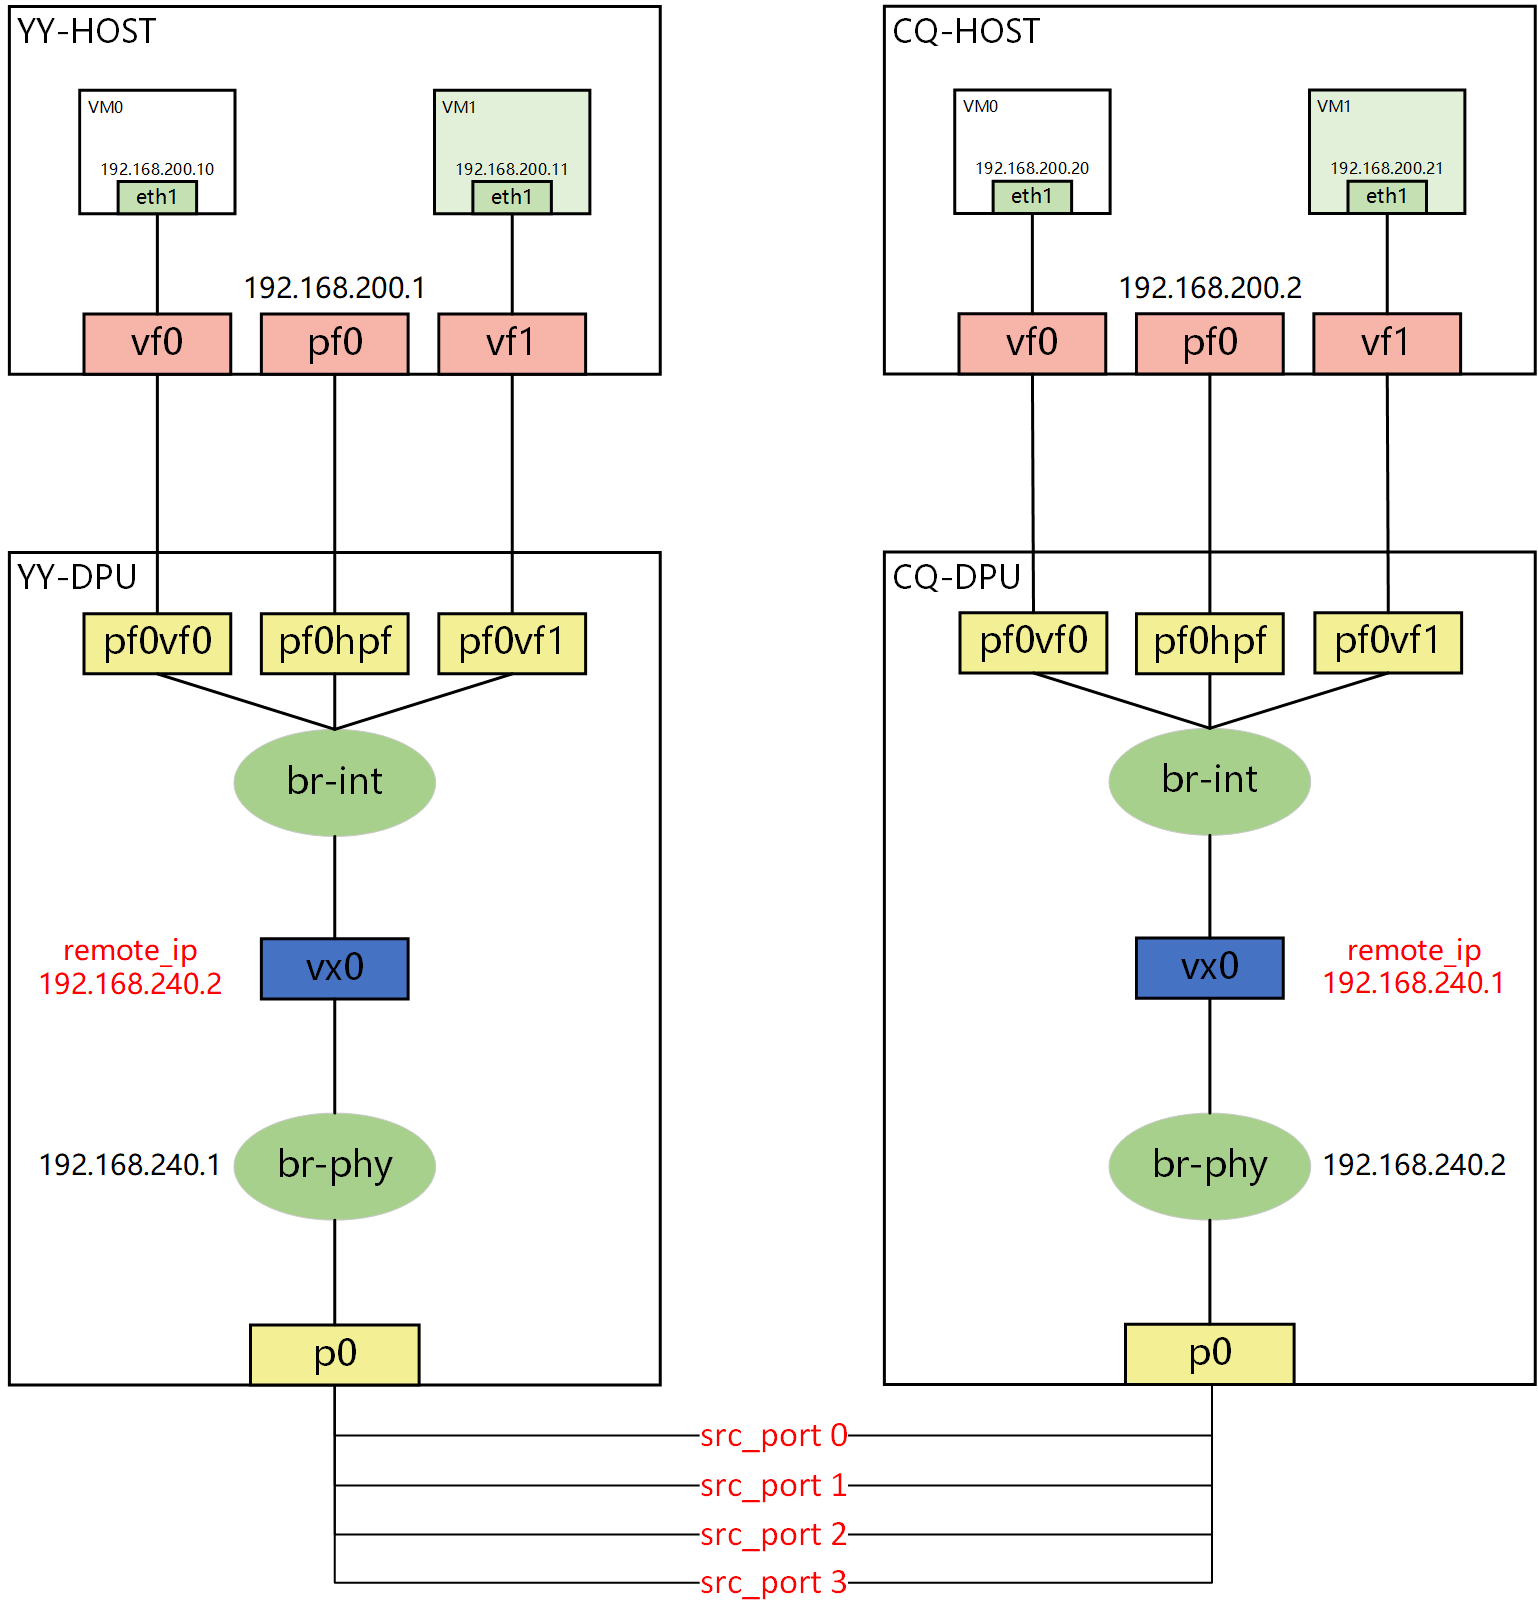 YY-HOST
VM0
192.168.200.10
eth1
VM1
192.168.200.11
eth1
192.168.200.1
vf0
pf0
vf1
CQ-HOST
VM0
192.168.200.20
eth1
VM1
192.168.200.21
eth1
192.168.200.2
vf0
pf0
vf1
YY-DPU
pf0vf0
pf0hpf
pf0vf1
br-int
remote_ip
192.168.240.2
vx0
192.168.240.1
br-phy
p0
CQ-DPU
pf0vf0
pf0hpf
pf0vf1
br-int
vx0
remote_ip
192.168.240.1
br-phy
192.168.240.2
p0
src_port 0
src_port 1
src_port 2
src_port 3